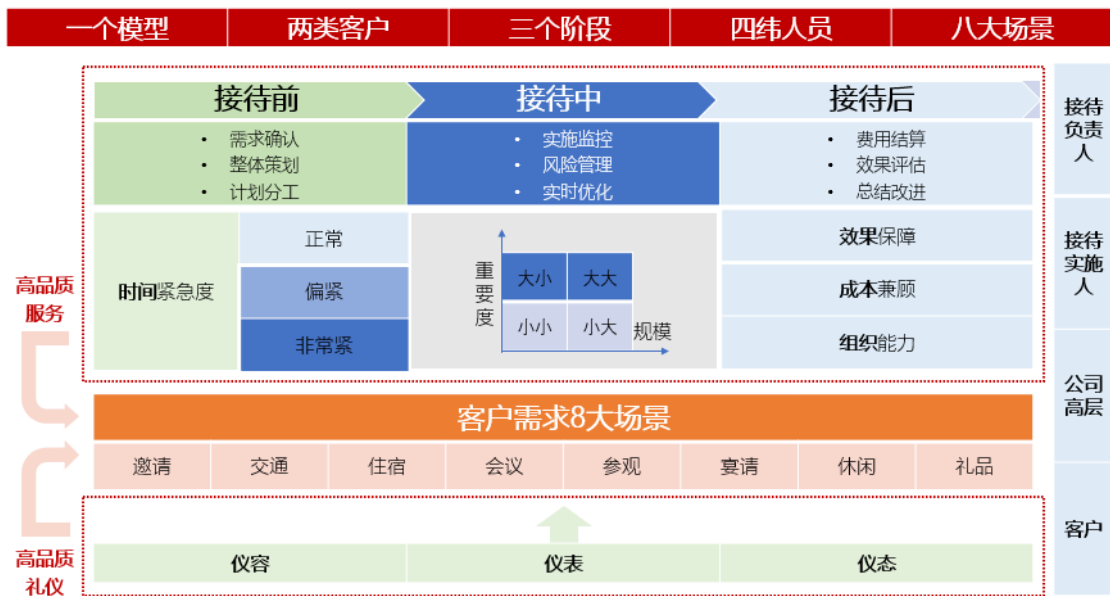 一个模型
两类客户
三个阶段
四纬人员
八大场景
接待前
接待中
接待后
• 需求确认
• 整体策划
• 计划分工
• 实施监控
• 风险管理
• 实时优化
• 费用结算
• 效果评估
• 总结改进
时间紧急度
正常
偏紧
非常紧
重要度
大小
大大
小小
小大
规模
效果保障
成本兼顾
组织能力
高品质
服务
客户需求8大场景
邀请
交通
住宿
会议
参观
宴请
休闲
礼品
高品质
礼仪
仪容
仪表
仪态
接待
负责
人
接待
实施
人
公司
高层
客户